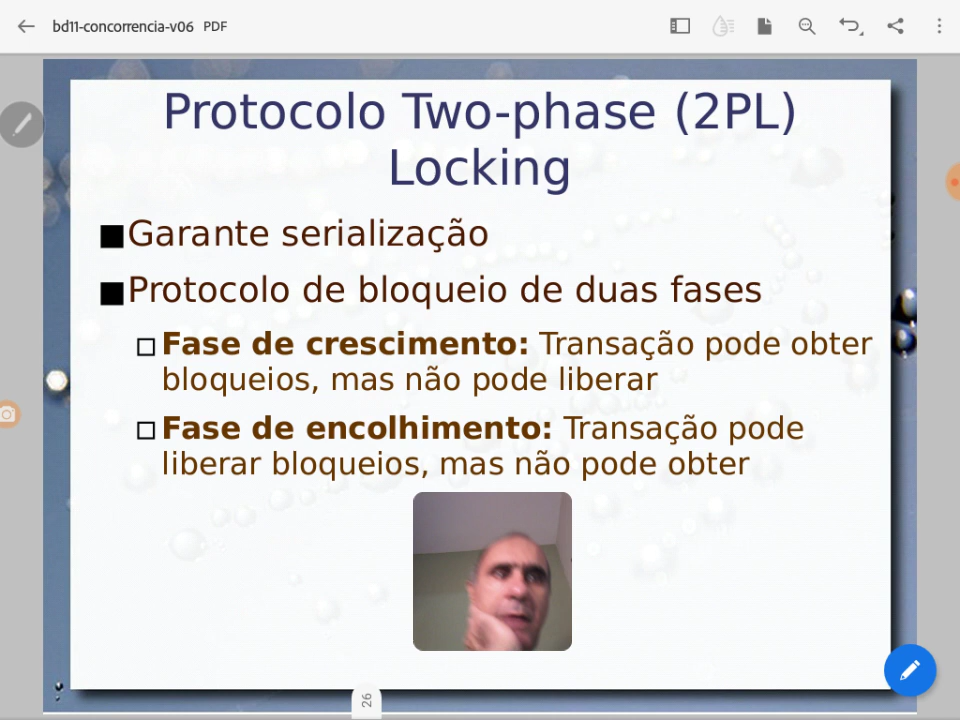 bd11-concorrencia-v06 PDF
Protocolo Two-phase (2PL)
Locking
Garante serialização
Protocolo de bloqueio de duas fases
Fase de crescimento: Transação pode obter
bloqueios, mas não pode liberar
Fase de encolhimento: Transação pode
liberar bloqueios, mas não pode obter
26